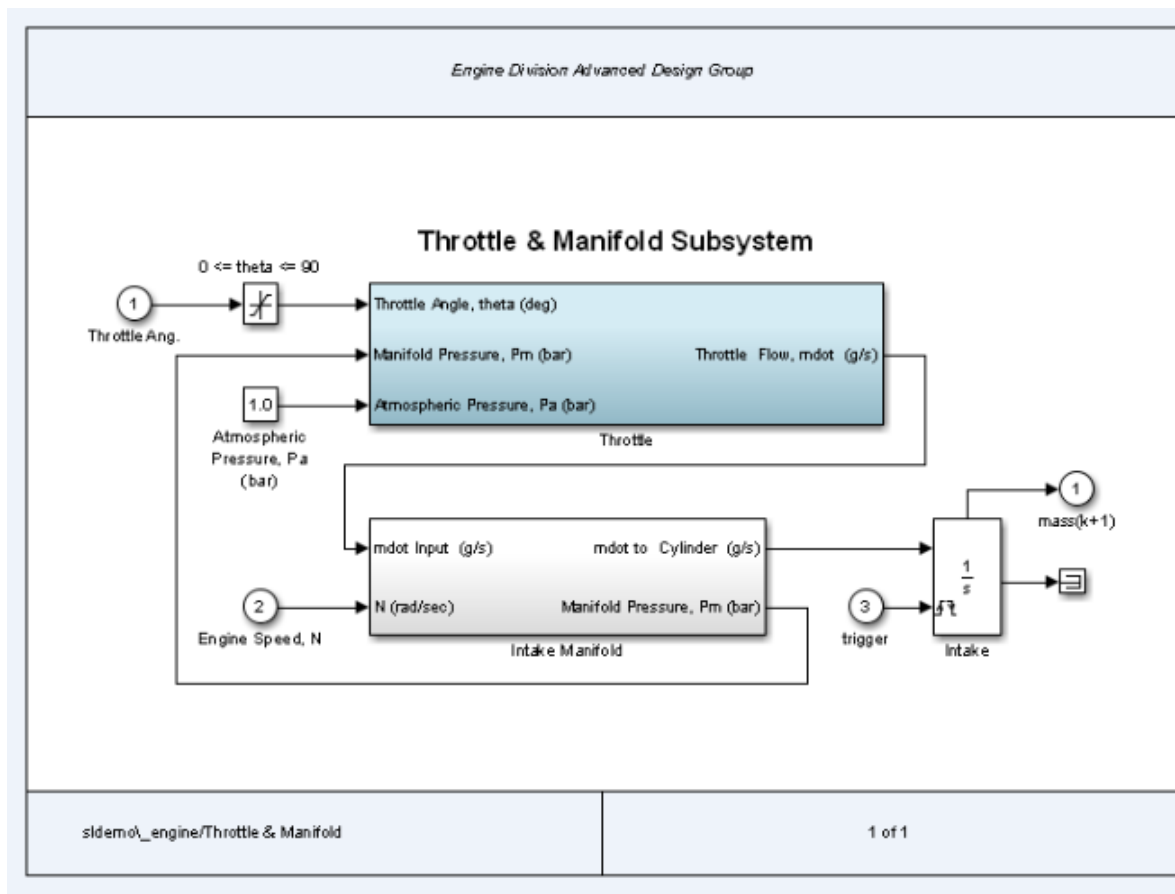 Engine Division Advanced Design Group
Throttle & Manifold Subsystem
0 <= theta <= 90
1
Throttle Ang.
Throttle Angle, theta (deg)
Manifold Pressure, Pm (bar)
Throttle Flow, mdot (g/s)
1.0
Atmospheric Pressure, Pa (bar)
Atmospheric
Pressure, Pa
(bar)
Throttle
mdot Input (g/s)
mdot to Cylinder (g/s)
1
mass(k+1)
1
s
2
Engine Speed, N
N (rad/sec)
Manifold Pressure, Pm (bar)
Intake Manifold
3
trigger
Intake
sldemo\_engine/Throttle & Manifold
1 of 1